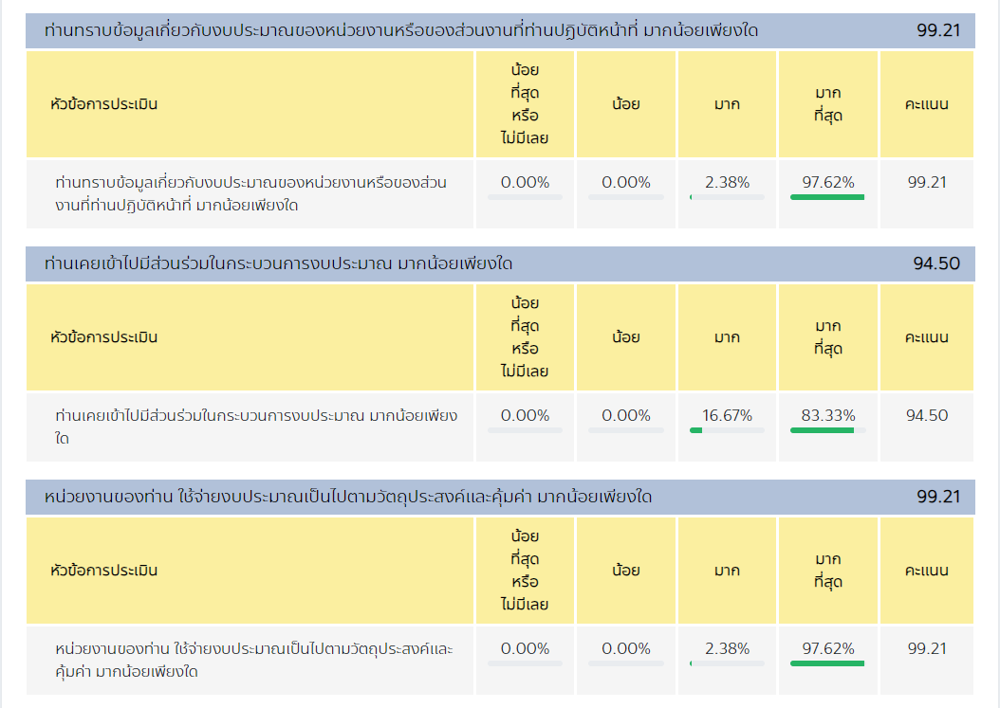 ท่านทราบข้อมูลเกี่ยวกับงบประมาณของหน่วยงานหรือของส่วนงานที่ท่านปฏิบัติหน้าที่ มากน้อยเพียงใด 99.21
หัวข้อการประเมิน
น้อย
ที่สุด
หรือ
ไม่มีเลย
น้อย
มาก
มาก
ที่สุด
คะแนน
ท่านทราบข้อมูลเกี่ยวกับงบประมาณของหน่วยงานหรือของส่วน
งานที่ท่านปฏิบัติหน้าที่ มากน้อยเพียงใด
0.00% 0.00% 2.38% 97.62% 99.21
ท่านเคยเข้าไปมีส่วนร่วมในกระบวนการงบประมาณ มากน้อยเพียงใด 94.50
หัวข้อการประเมิน
น้อย
ที่สุด
หรือ
ไม่มีเลย
น้อย
มาก
มาก
ที่สุด
คะแนน
ท่านเคยเข้าไปมีส่วนร่วมในกระบวนการงบประมาณ มากน้อยเพียง
ใด
0.00% 0.00% 16.67% 83.33% 94.50
หน่วยงานของท่าน ใช้จ่ายงบประมาณเป็นไปตามวัตถุประสงค์และคุ้มค่า มากน้อยเพียงใด 99.21
หัวข้อการประเมิน
น้อย
ที่สุด
หรือ
ไม่มีเลย
น้อย
มาก
มาก
ที่สุด
คะแนน
หน่วยงานของท่าน ใช้จ่ายงบประมาณเป็นไปตามวัตถุประสงค์และ
คุ้มค่า มากน้อยเพียงใด
0.00% 0.00% 2.38% 97.62% 99.21